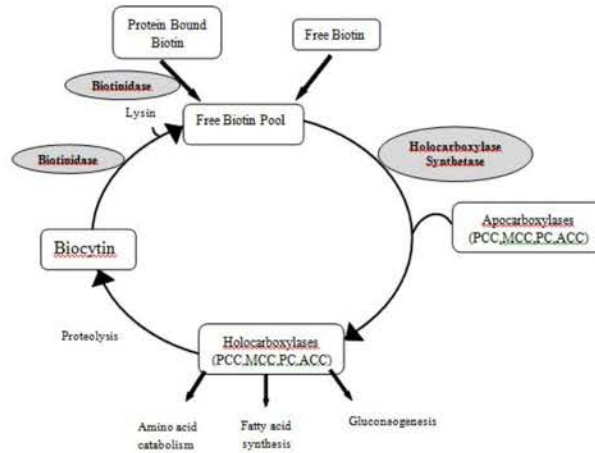 Protein Bound
Biotin
Free Biotin
Biotinidase
Lysin
Free Biotin Pool
Biotinidase
Holocarboxylase
Synthetase
Apocarboxylases
(PCC,MCC,PC,ACC)
Biocytin
Proteolysis
Holocarboxylases
(PCC,MCC,PC,ACC)
Amino acid
catabolism
Fatty acid
synthesis
Gluconeogenesis